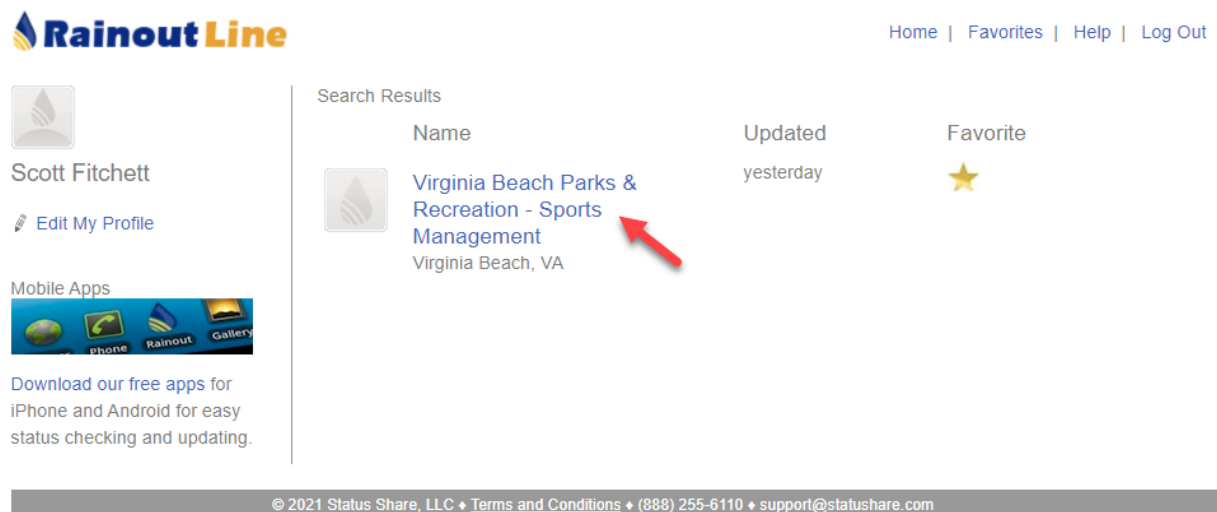 Rainout Line
Home | Favorites | Help | Log Out
Scott Fitchett
Edit My Profile
Mobile Apps
Phone
Rainout
Gallery
Download our free apps for
iPhone and Android for easy
status checking and updating.
Search Results
Name Updated Favorite
Virginia Beach Parks &
Recreation - Sports
Management
Virginia Beach, VA
yesterday
© 2021 Status Share, LLC ♦ Terms and Conditions ♦ (888) 255-6110 ♦ support@statushare.com